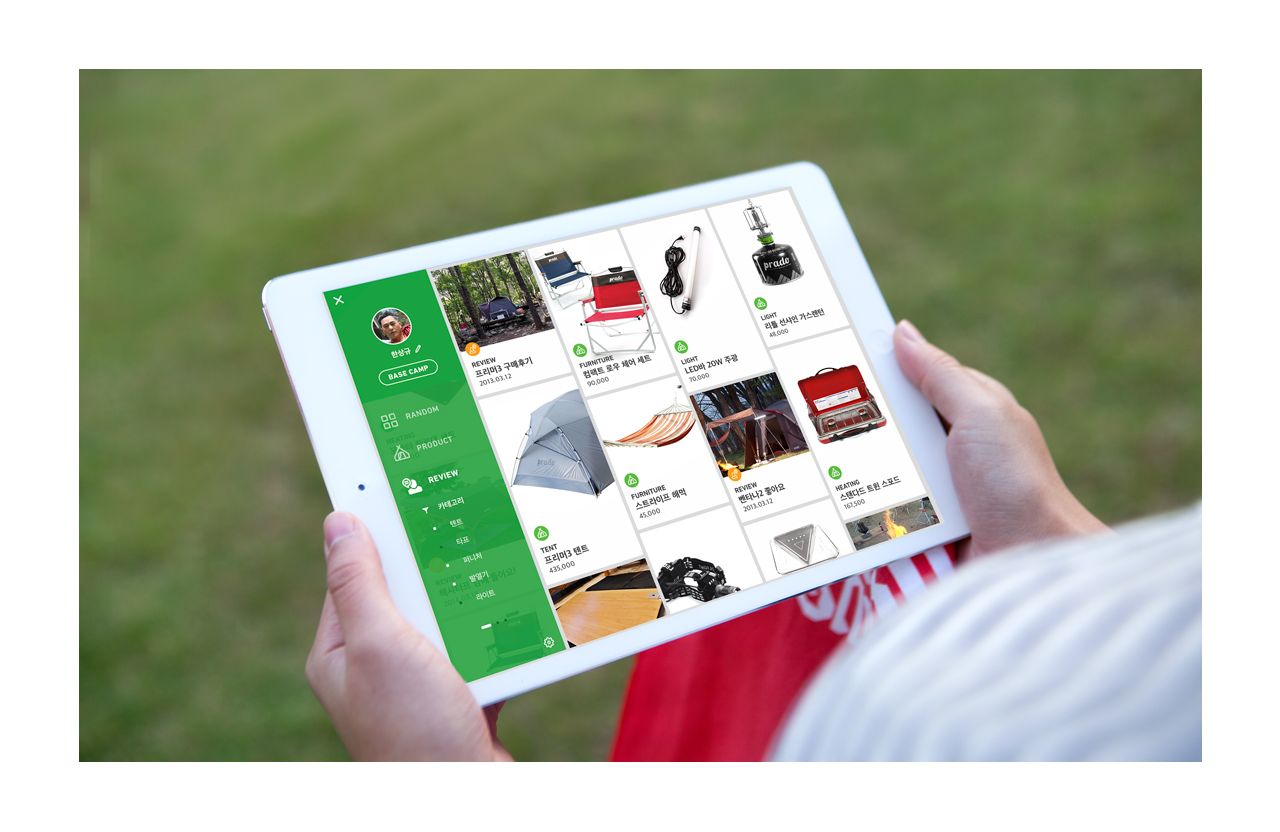 한상규
BASE CAMP
RANDOM
PRODUCT
REVIEW
카테고리
텐트
타프
퍼니처
발열기
라이트
REVIEW
프리머3 구매후기
2013.03.12
TENT
프리머3 텐트
435,000
prado
FURNITURE
컴팩트 로우 체어 세트
90,000
FURNITURE
스트라이프 해먹
45,000
LIGHT
LED바 20W 주광
70,000
REVIEW
벤타나2 좋아요
2013.03.12
prado
LIGHT
리틀 선샤인 가스랜턴
48,000
HEATING
스탠다드 트윈 스토브
167,500